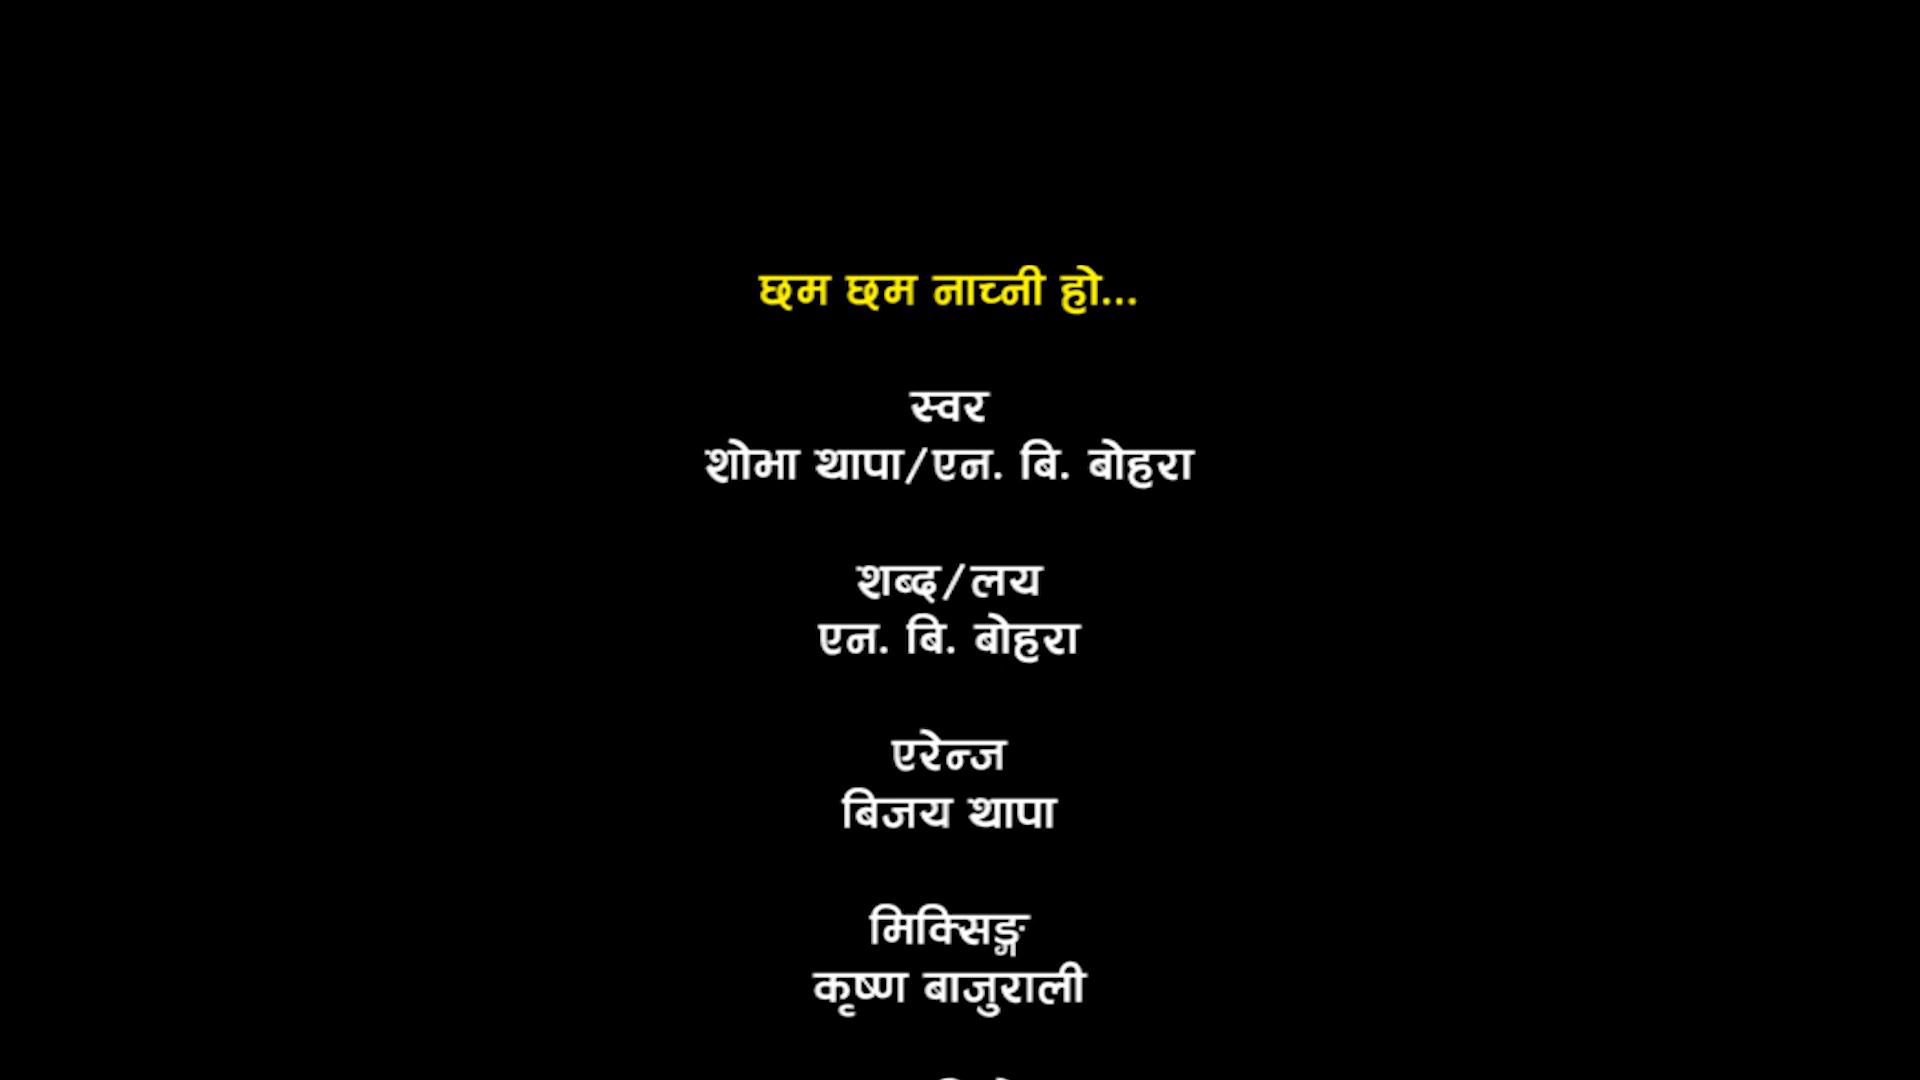 छम छम नाच्नी हो...
स्वर
शोभा थापा/एन. बि. बोहरा
शब्द/लय
एन. बि. बोहरा
एरेन्ज
बिजय थापा
मिक्सिङ्ग
कृष्ण बाजुराली